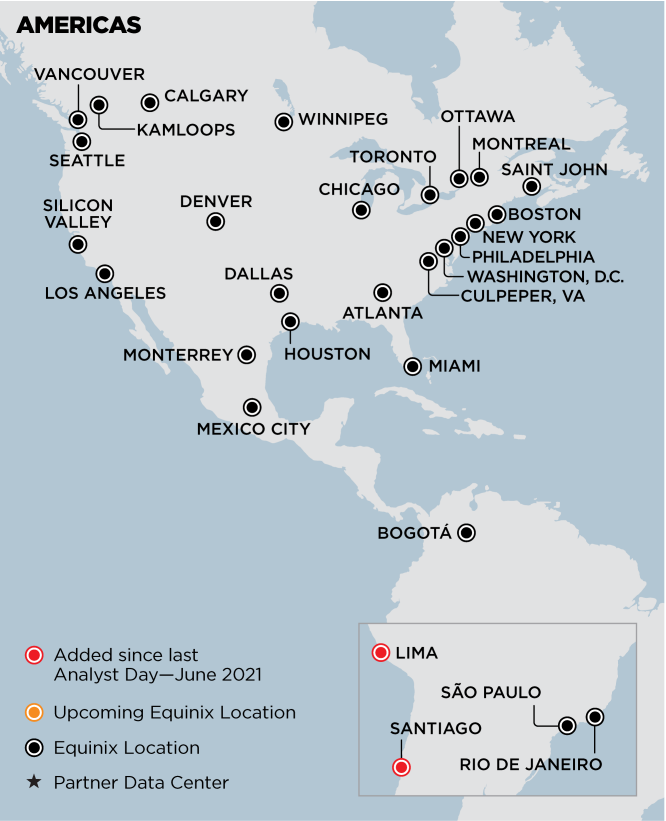 AMERICAS
VANCOUVER
CALGARY
KAMLOOPS
SEATTLE
WINNIPEG
OTTAWA
MONTREAL
TORONTO
SAINT JOHN
CHICAGO
DENVER
SILICON
VALLEY
BOSTON
NEW YORK
PHILADELPHIA
WASHINGTON, D.C.
CULPEPER, VA
LOS ANGELES
DALLAS
ATLANTA
HOUSTON
MONTERREY
MIAMI
MEXICO CITY
BOGOTÁ
LIMA
SÃO PAULO
SANTIAGO
RIO DE JANEIRO
Added since last
Analyst Day—June 2021
Upcoming Equinix Location
Equinix Location
Partner Data Center